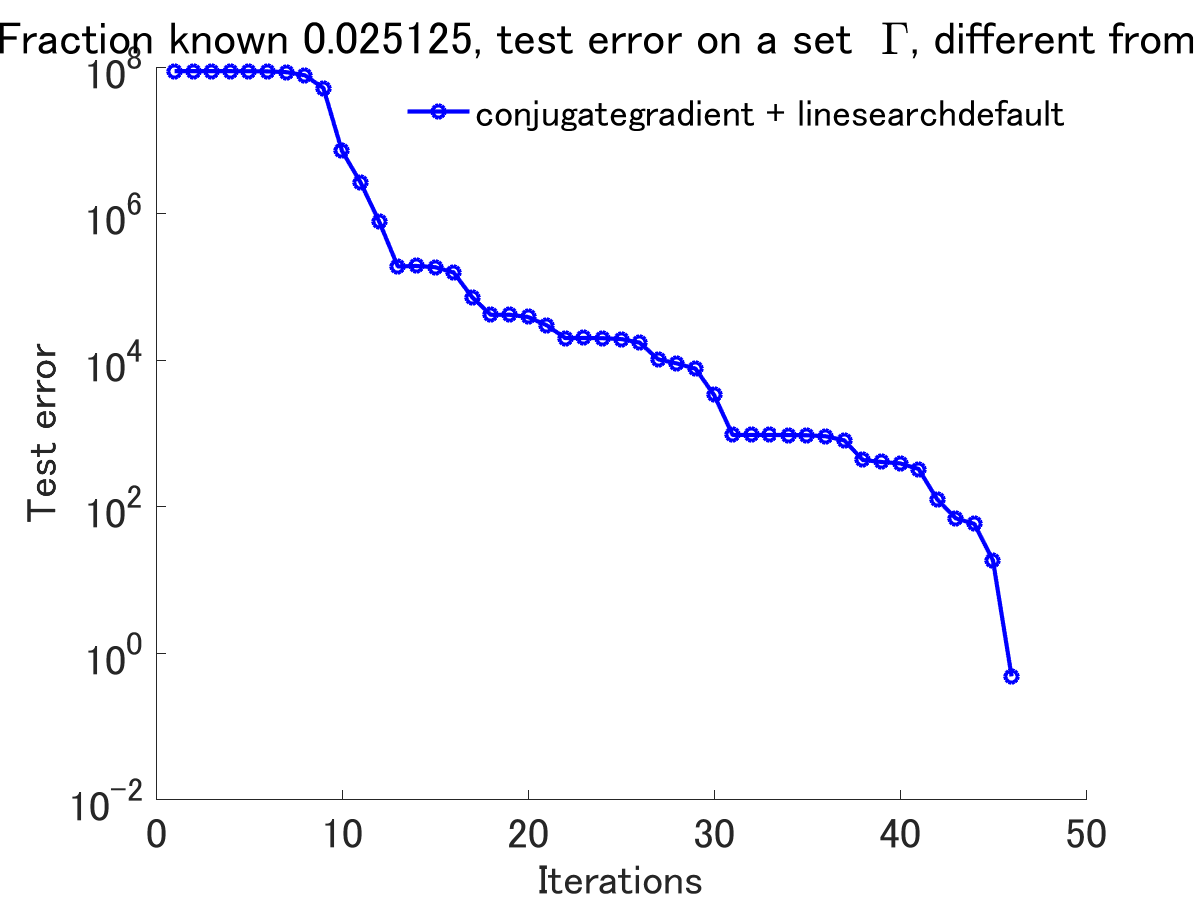 Fraction known 0.025125, test error on a set Γ, different from
10^8
conjugategradient + linesearchdefault
10^6
10^4
Test error
10^2
10^0
10^-2
0 10 20 30 40 50
Iterations